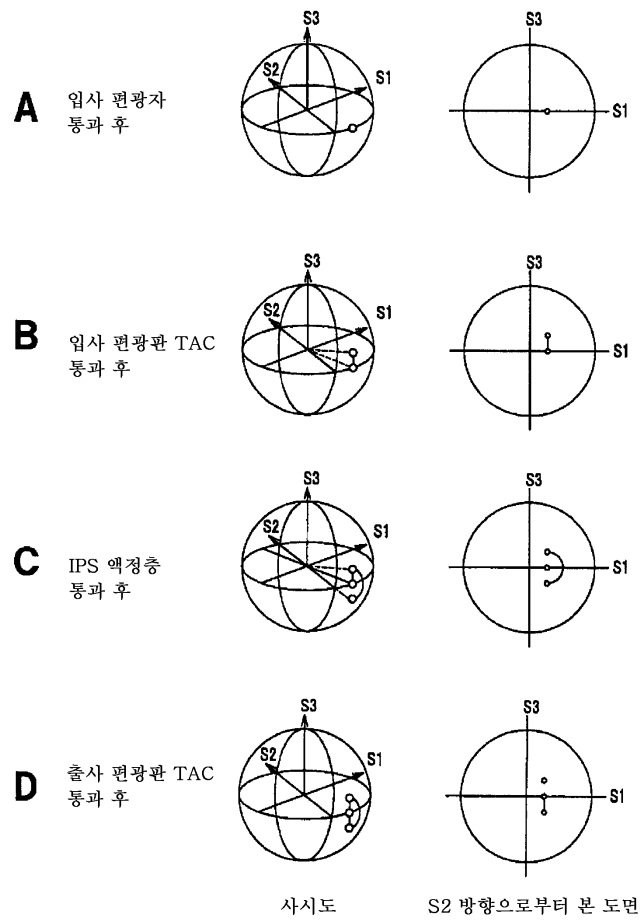 S3
S3
S2
S1
A
입사 편광자
통과 후
S1
S3
S3
S2
S1
B
입사 편광판 TAC
통과 후
S1
S3
S3
S2
S1
C
IPS 액정층
통과 후
S1
S3
S3
S2
S1
D
출사 편광판 TAC
통과 후
S1
사시도
S2 방향으로부터 본 도면